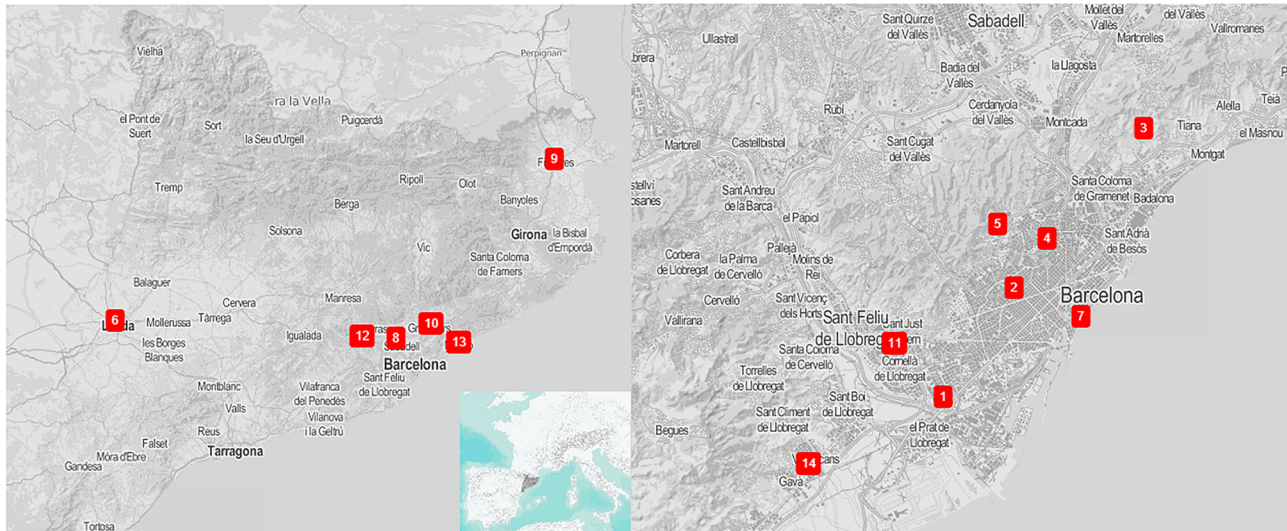 Vielha
Perpignan
el Pont de
Suert
Sort
la Seu d'Urgell
Puigcerdà
rra la Vella
9
Tremp
Ripoll
Olot
Banyoles
Berga
Solsona
Vic
Girona
la Bisbal
d'Empordà
Santa Coloma
de Farners
Balaguer
Manresa
6
Mollerussa
Cervera
Tàrrega
Igualada
les Borges
Blanques
12
8
10
13
Barcelona
Sant Feliu
de Llobregat
Montblanc
Vilafranca
del Penedès
Valls
Vilanova
i la Geltrú
Reus
Falset
Tarragona
Móra d'Ebre
Gandesa
Tortosa
Sant Quirze
del Vallès
Sabadell
Mollet del
Vallès
del Vallès
Vallromanes
Martorelles
Ullastrell
brera
Badia del
Vallès
la Llagosta
Rubí
Cerdanyola
del Vallès
Montcada
Alella
Teià
3
Tiana
el Masnou
Montgat
Martorell
Castellbisbal
Sant Cugat
del Vallès
Sant Andreu
de la Barca
el Papiol
Santa Coloma
de Gramenet
Badalona
5
4
Sant Adrià
de Besòs
Corbera
de Llobregat
la Palma
de Cervelló
Pallejà
Molins de
Rei
Cervelló
2
Barcelona
7
Vallirana
Sant Vicenç
dels Horts
Sant Feliu
de Llobregat
Sant Just
11
Santa Coloma
de Cervelló
Cornellà
de Llobregat
Torrelles
de Llobregat
Sant Boi
de Llobregat
1
Sant Climent
de Llobregat
el Prat de
Llobregat
Begues
14
Gavà